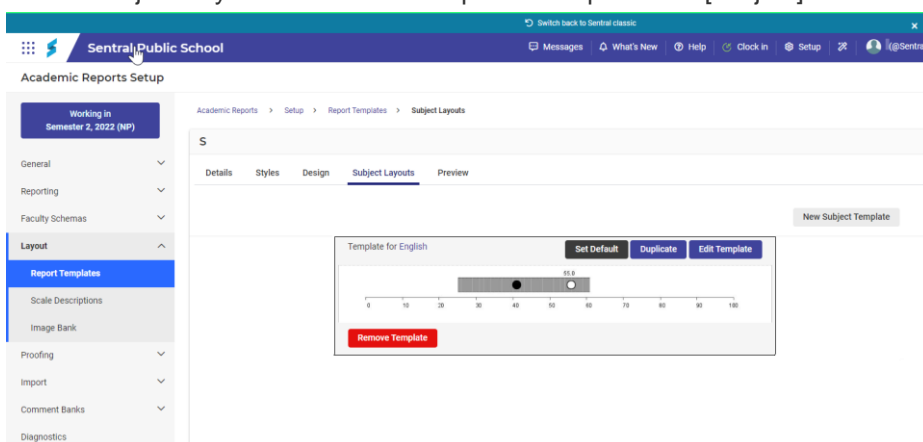 Switch back to Sentral classic
Sentral Public School
Messages
What's New
Help
Clock in
Setup
Academic Reports Setup
Working in
Semester 2, 2022 (NP)
Academic Reports > Setup > Report Templates > Subject Layouts
S
General
Details Styles Design Subject Layouts Preview
Reporting
Faculty Schemas
New Subject Template
Layout
Template for English
Set Default Duplicate Edit Template
Report Templates
55.0
0 10 20 30 40 50 60 70 80 90 100
Scale Descriptions
Image Bank
Remove Template
Proofing
Import
Comment Banks
Diagnostics